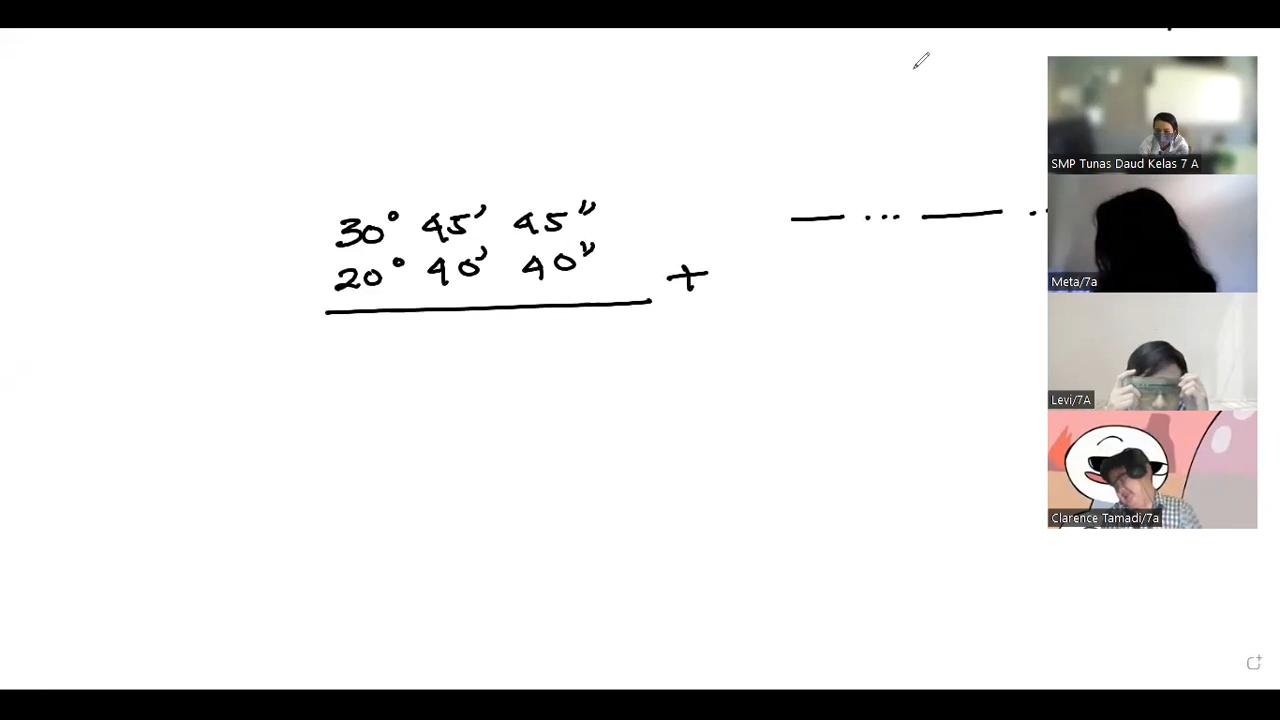 30° 45' 45"
20° 40' 40" +
SMP Tunas Daud Kelas 7 A
Meta/7a
Levi/7A
Clarence Tamadi/7a